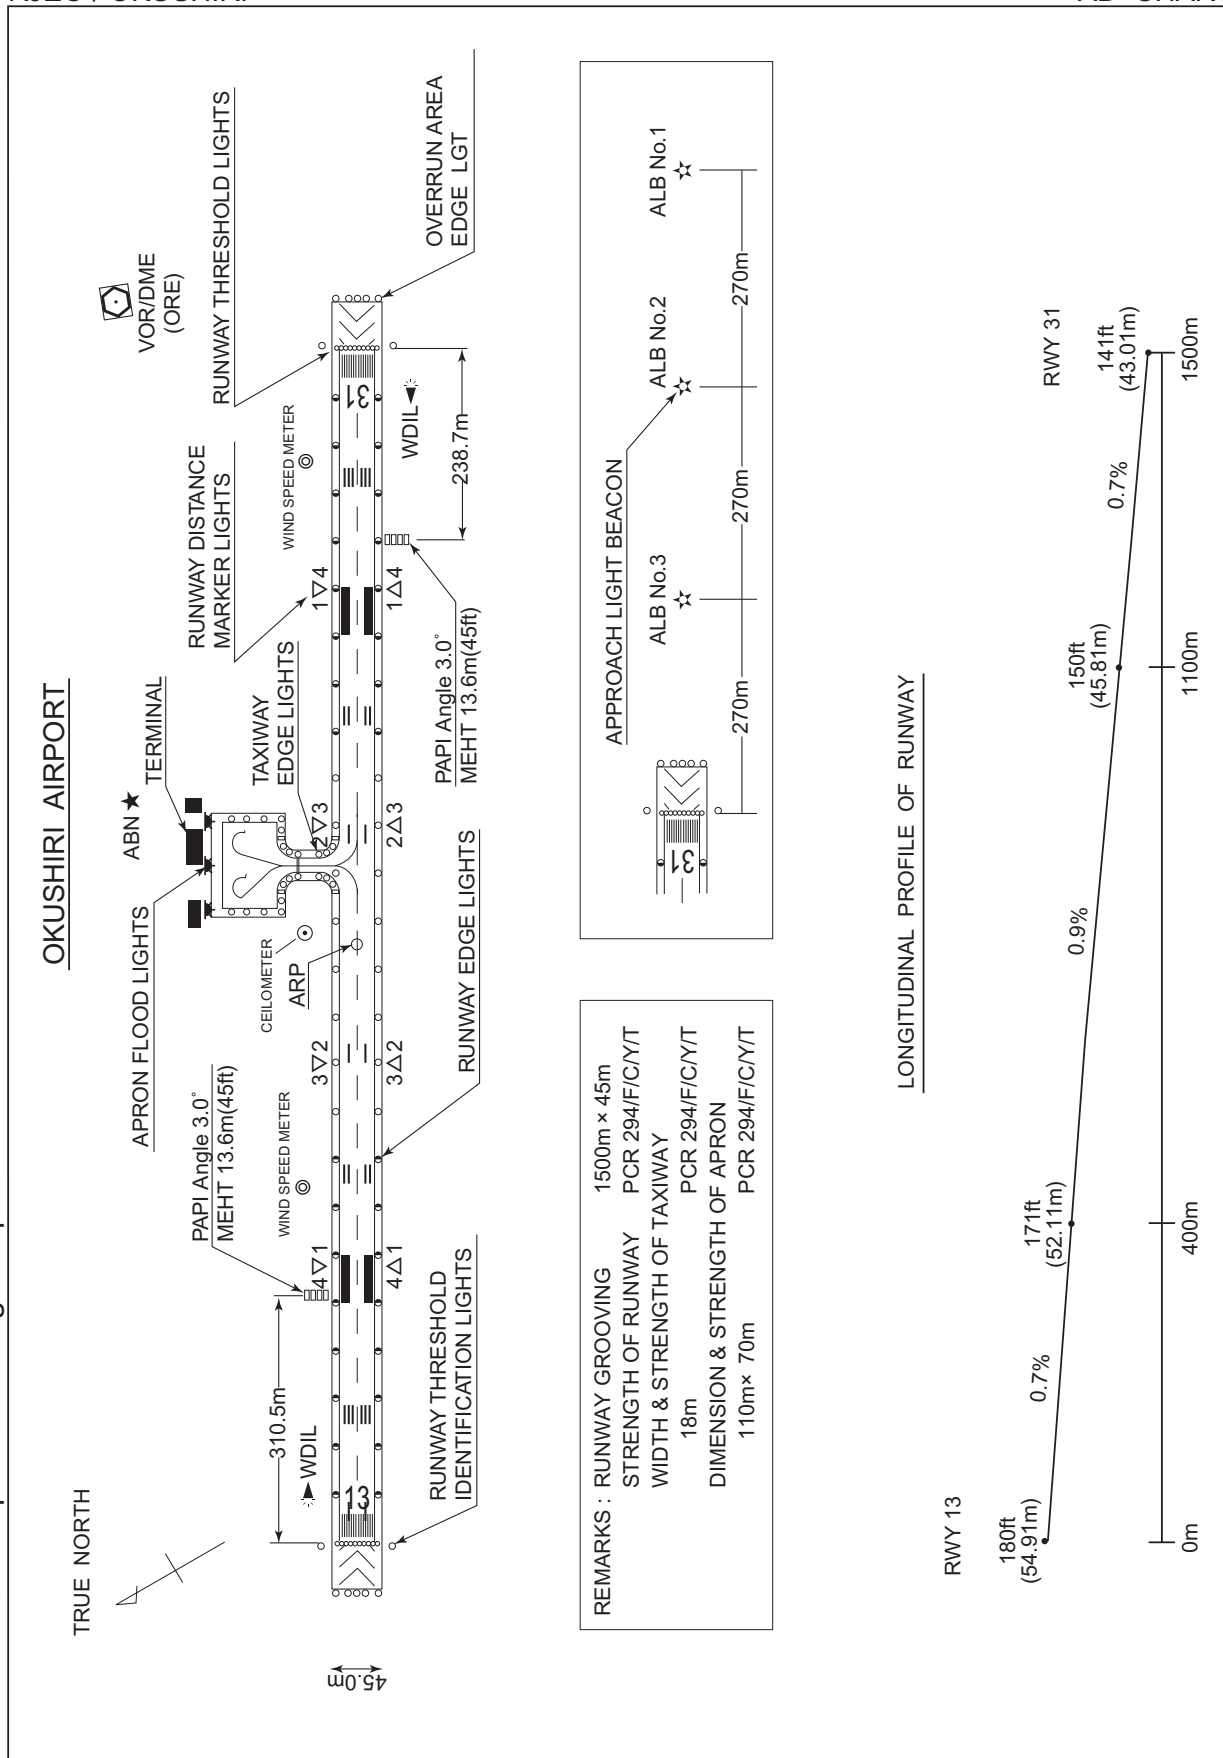 OKUSHIRI AIRPORT
TRUE NORTH
VOR/DME
(ORE)
ABN
TERMINAL
APRON FLOOD LIGHTS
RUNWAY THRESHOLD LIGHTS
RUNWAY DISTANCE
MARKER LIGHTS
TAXIWAY
EDGE LIGHTS
WIND SPEED METER
CEILOMETER
ARP
PAPI Angle 3.0°
MEHT 13.6m(45ft)
WIND SPEED METER
310.5m
WDIL
4 1
3 2
2 3
1 4
45.0m
13
31
4 1
3 2
2 3
1 4
WDIL
238.7m
RUNWAY THRESHOLD
IDENTIFICATION LIGHTS
RUNWAY EDGE LIGHTS
PAPI Angle 3.0°
MEHT 13.6m(45ft)
OVERRUN AREA
EDGE LGT
REMARKS : RUNWAY GROOVING 1500m × 45m
STRENGTH OF RUNWAY PCR 294/F/C/Y/T
WIDTH & STRENGTH OF TAXIWAY
18m PCR 294/F/C/Y/T
DIMENSION & STRENGTH OF APRON
110m× 70m PCR 294/F/C/Y/T
APPROACH LIGHT BEACON
ALB No.3
ALB No.2
ALB No.1
31
270m
270m
270m
LONGITUDINAL PROFILE OF RUNWAY
RWY 13
180ft
(54.91m)
0.7%
171ft
(52.11m)
0.9%
150ft
(45.81m)
0.7%
RWY 31
141ft
(43.01m)
0m
400m
1100m
1500m